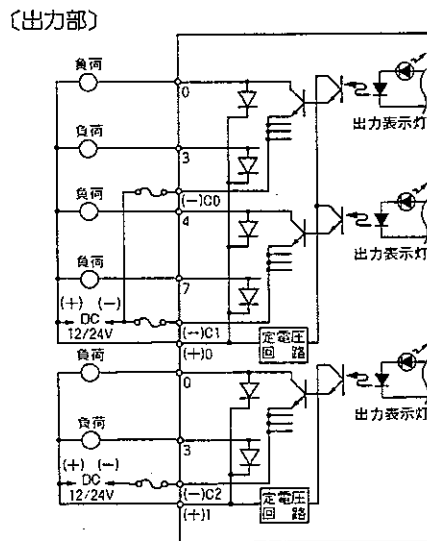 〔出力部〕
負荷
0
出力表示灯
負荷
3
(－)C0
負荷
4
出力表示灯
負荷
7
(＋) (－)
DC
12/24V
(－)C1
(＋)0
定電圧
回 路
負荷
0
出力表示灯
負荷
3
(＋) (－)
DC
12/24V
(－)C2
(＋)1
定電圧
回 路